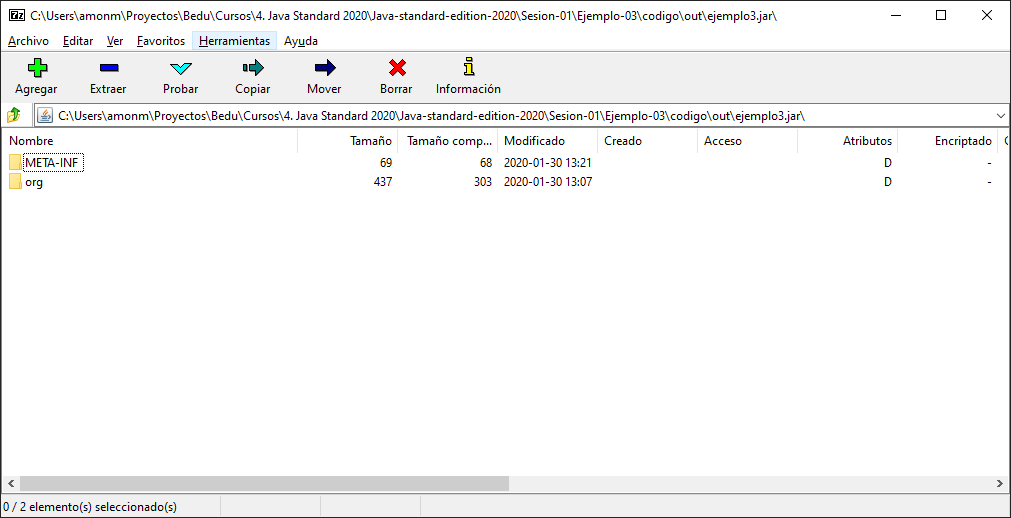 7z C:\Users\amonm\Proyectos\Bedu\Cursos\4. Java Standard 2020\Java-standard-edition-2020\Sesion-01\Ejemplo-03\codigo\out\ejemplo3.jar\
Archivo Editar Ver Favoritos Herramientas Ayuda
Agregar Extraer Probar Copiar Mover Borrar Información
C:\Users\amonm\Proyectos\Bedu\Cursos\4. Java Standard 2020\Java-standard-edition-2020\Sesion-01\Ejemplo-03\codigo\out\ejemplo3.jar\
Nombre Tamaño Tamaño comp... Modificado Creado Acceso Atributos Encriptado C
META-INF 69 68 2020-01-30 13:21 D -
org 437 303 2020-01-30 13:07 D -
0 / 2 elemento(s) seleccionado(s)